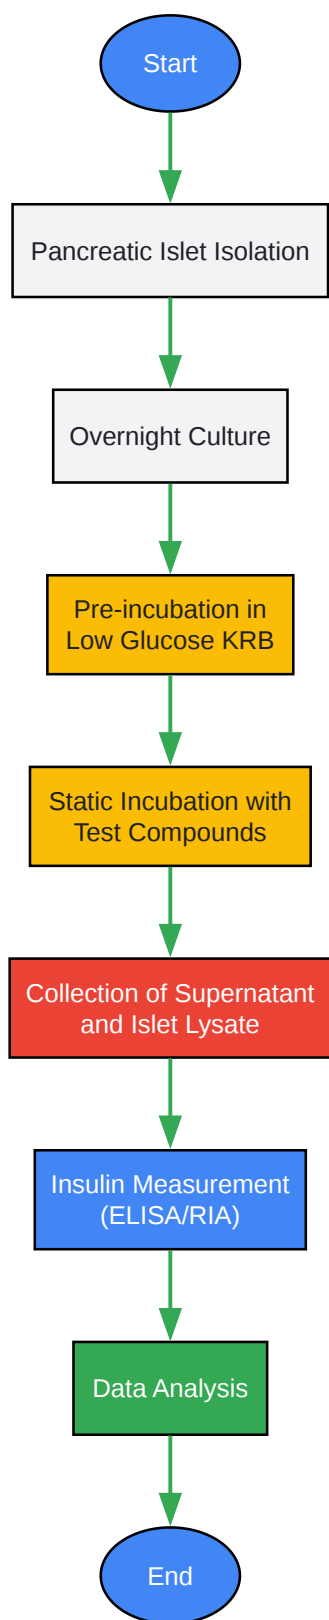 Start
Pancreatic Islet Isolation
Overnight Culture
Pre-incubation in
Low Glucose KRB
Static Incubation with
Test Compounds
Collection of Supernatant
and Islet Lysate
Insulin Measurement
(ELISA/RIA)
Data Analysis
End